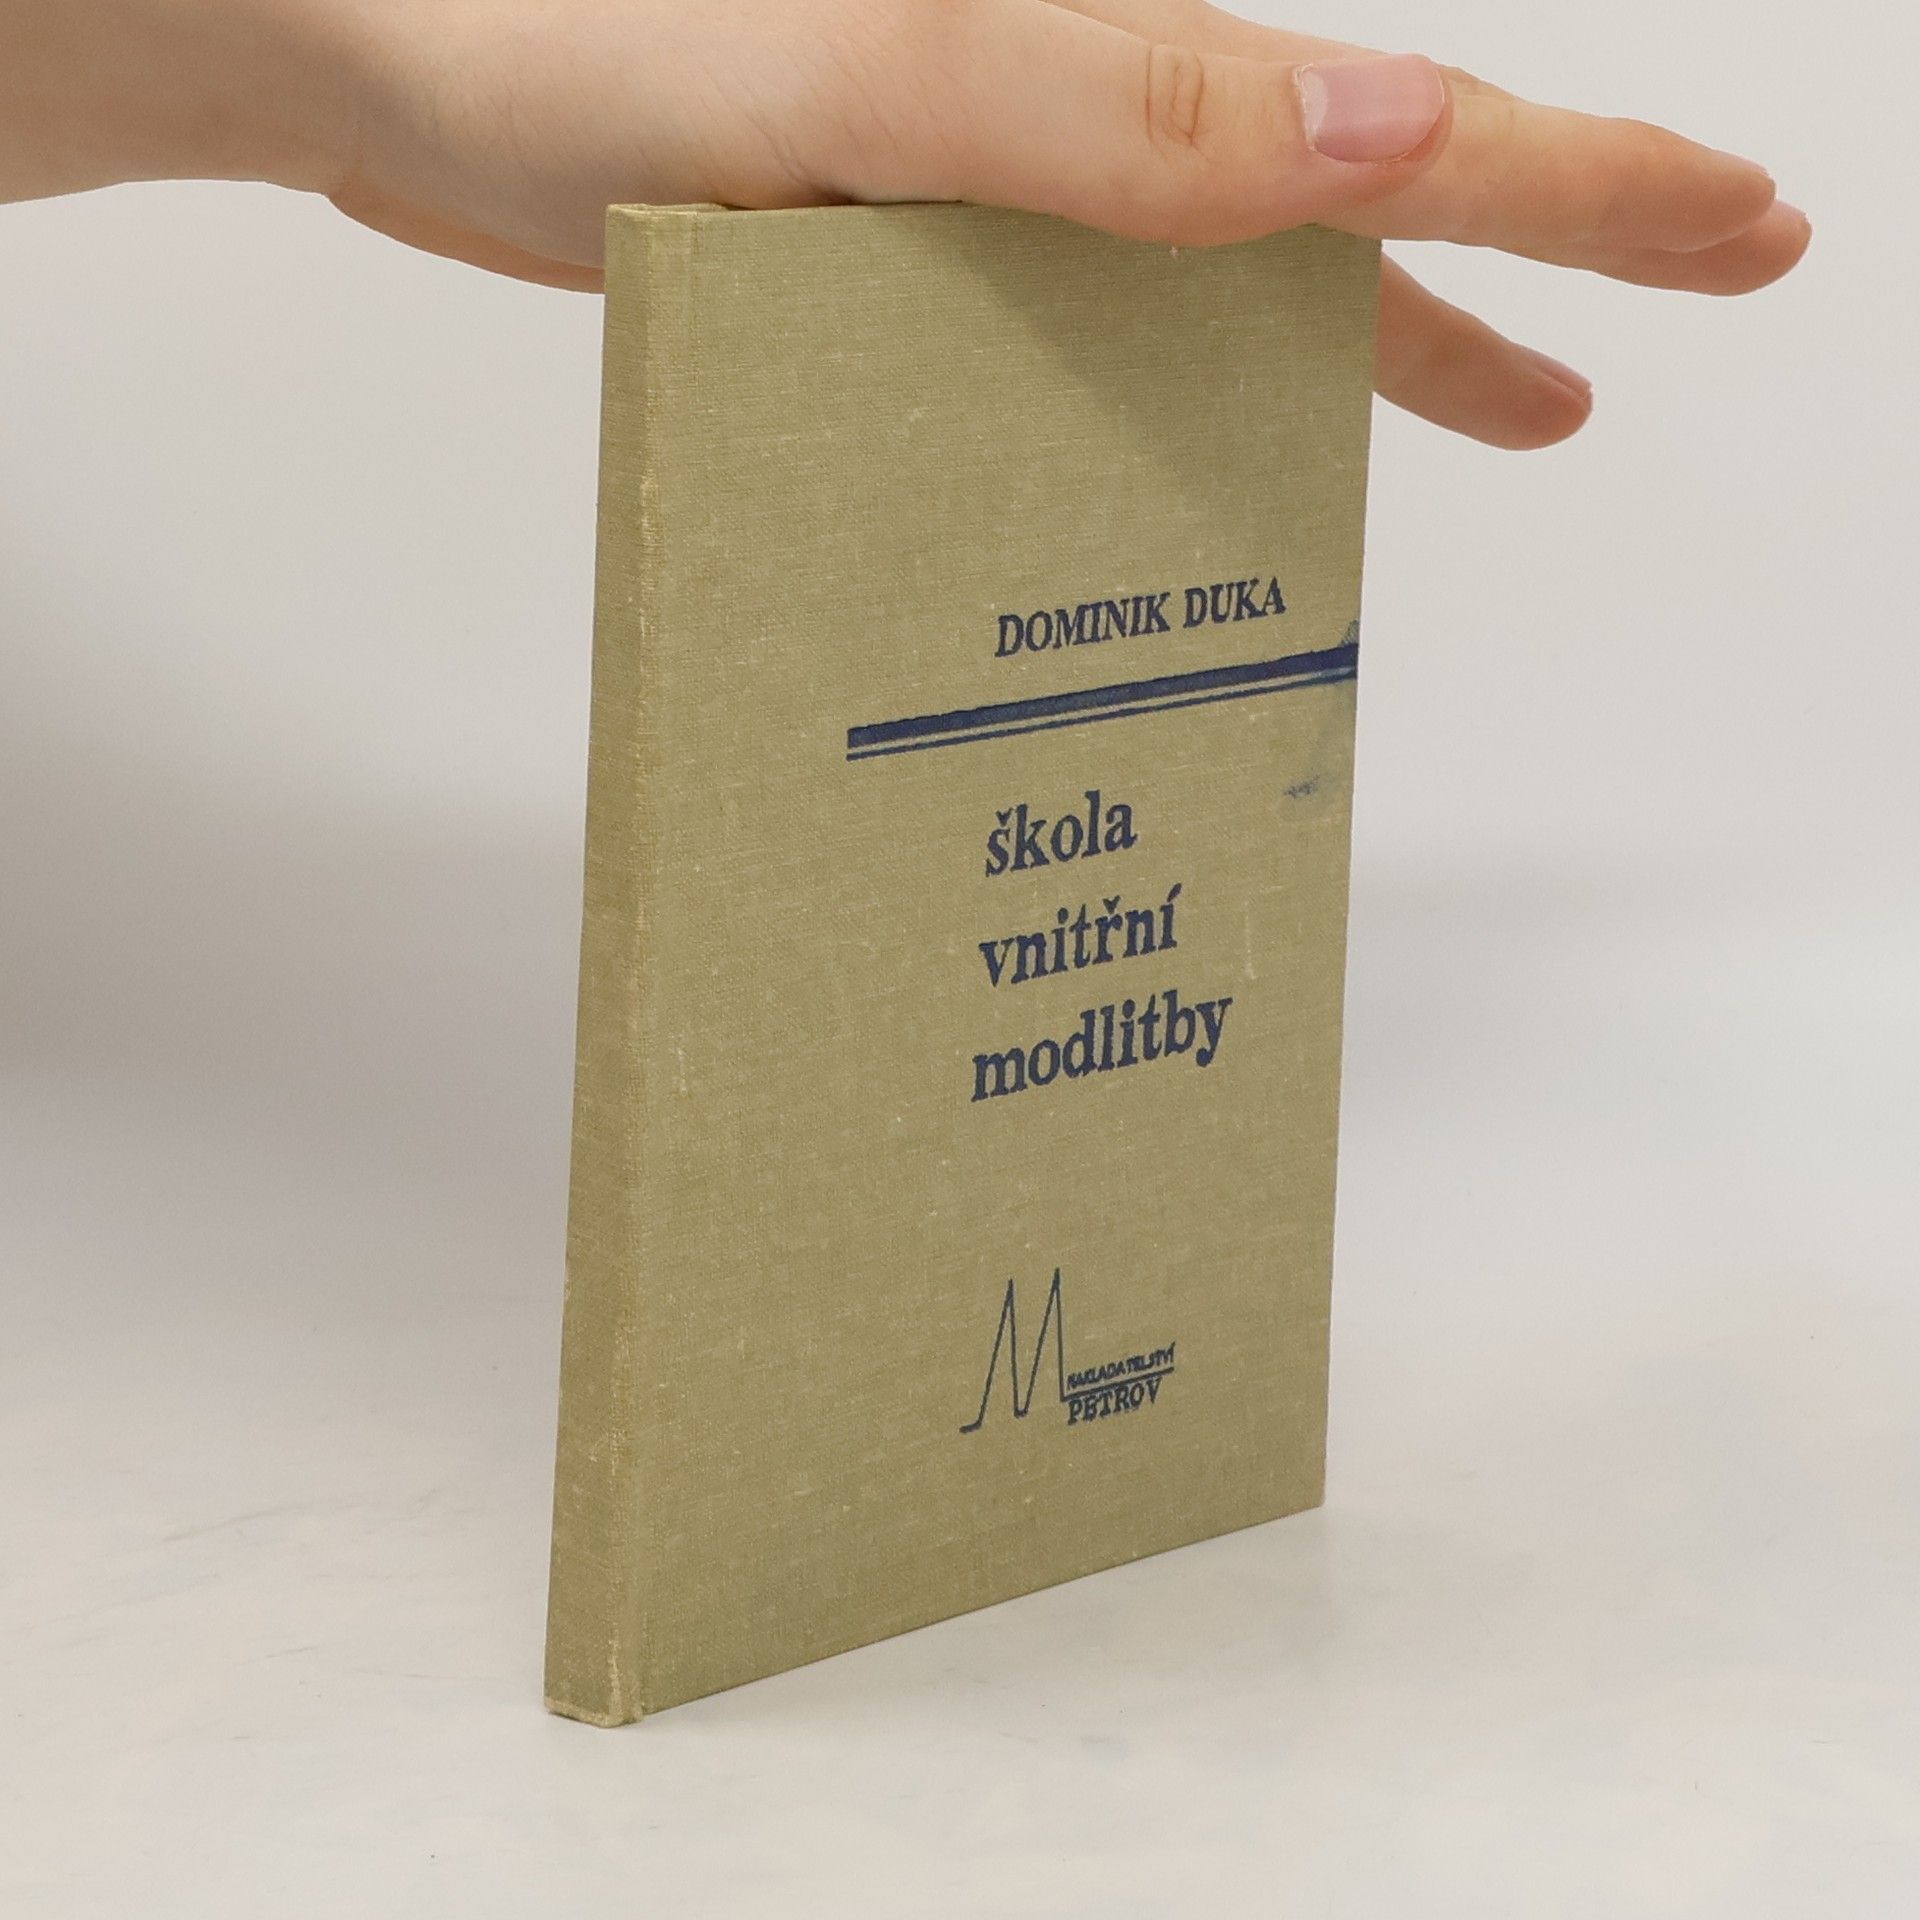 DOMINIK DUKA
škola
vnitřní
modlitby
NAKLADATELSTVÍ
PETROV